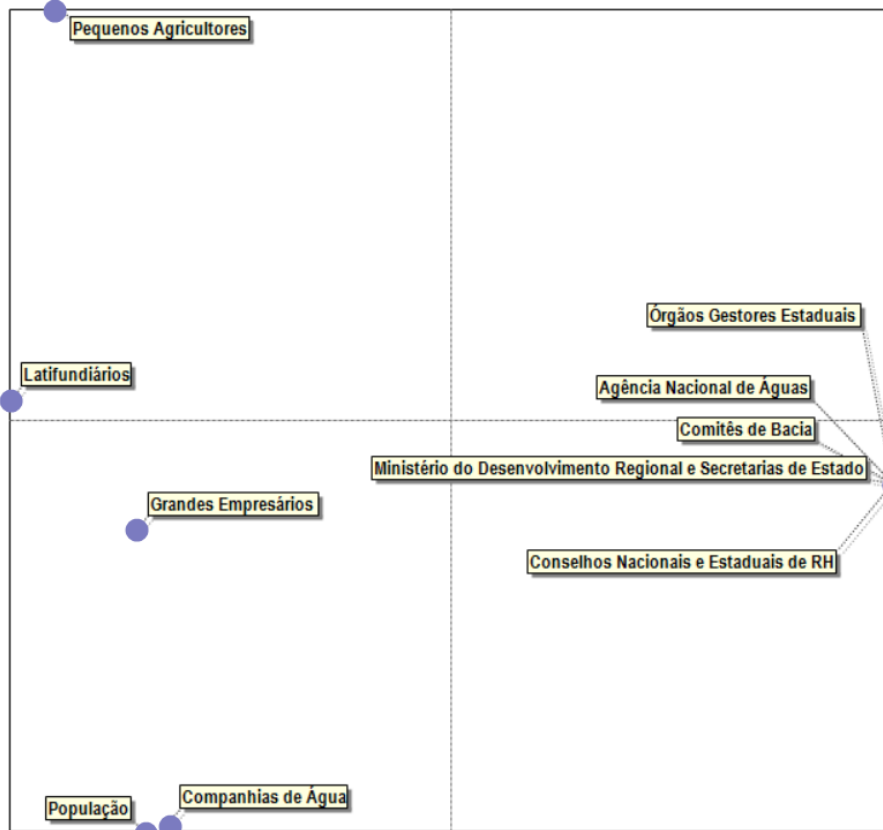 Pequenos Agricultores
Órgãos Gestores Estaduais
Latifundiários
Agência Nacional de Águas
Comitês de Bacia
Ministério do Desenvolvimento Regional e Secretarias de Estado
Grandes Empresários
Conselhos Nacionais e Estaduais de RH
Companhias de Água
População